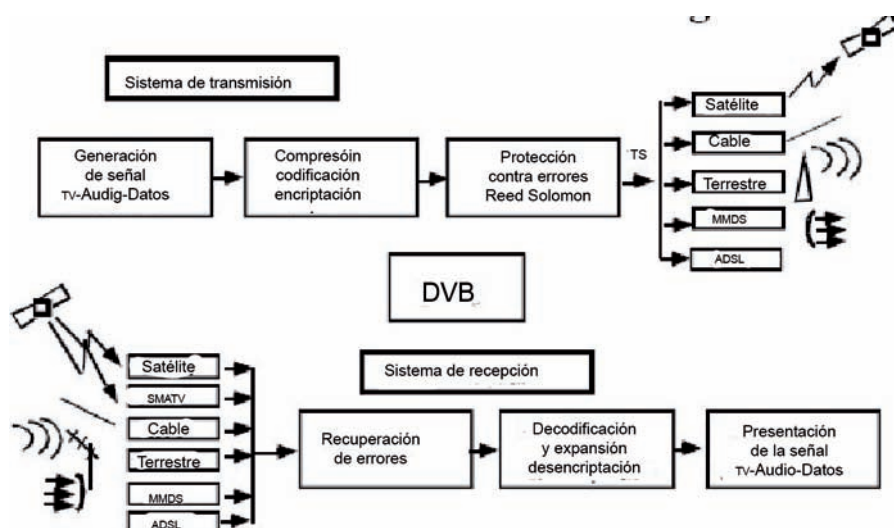 Sistema de transmisión
Generación
de señal
TV-Audig-Datos
Compresóin
codificación
encriptación
Protección
contra errores
Reed Solomon
TS
Satélite
Cable
Terrestre
MMDS
ADSL
DVB
Sistema de recepción
Satélite
SMATV
Cable
Terrestre
MMDS
ADSL
Recuperación
de errores
Decodificación
y expansión
desencriptación
Presentación
de la señal
TV-Audio-Datos